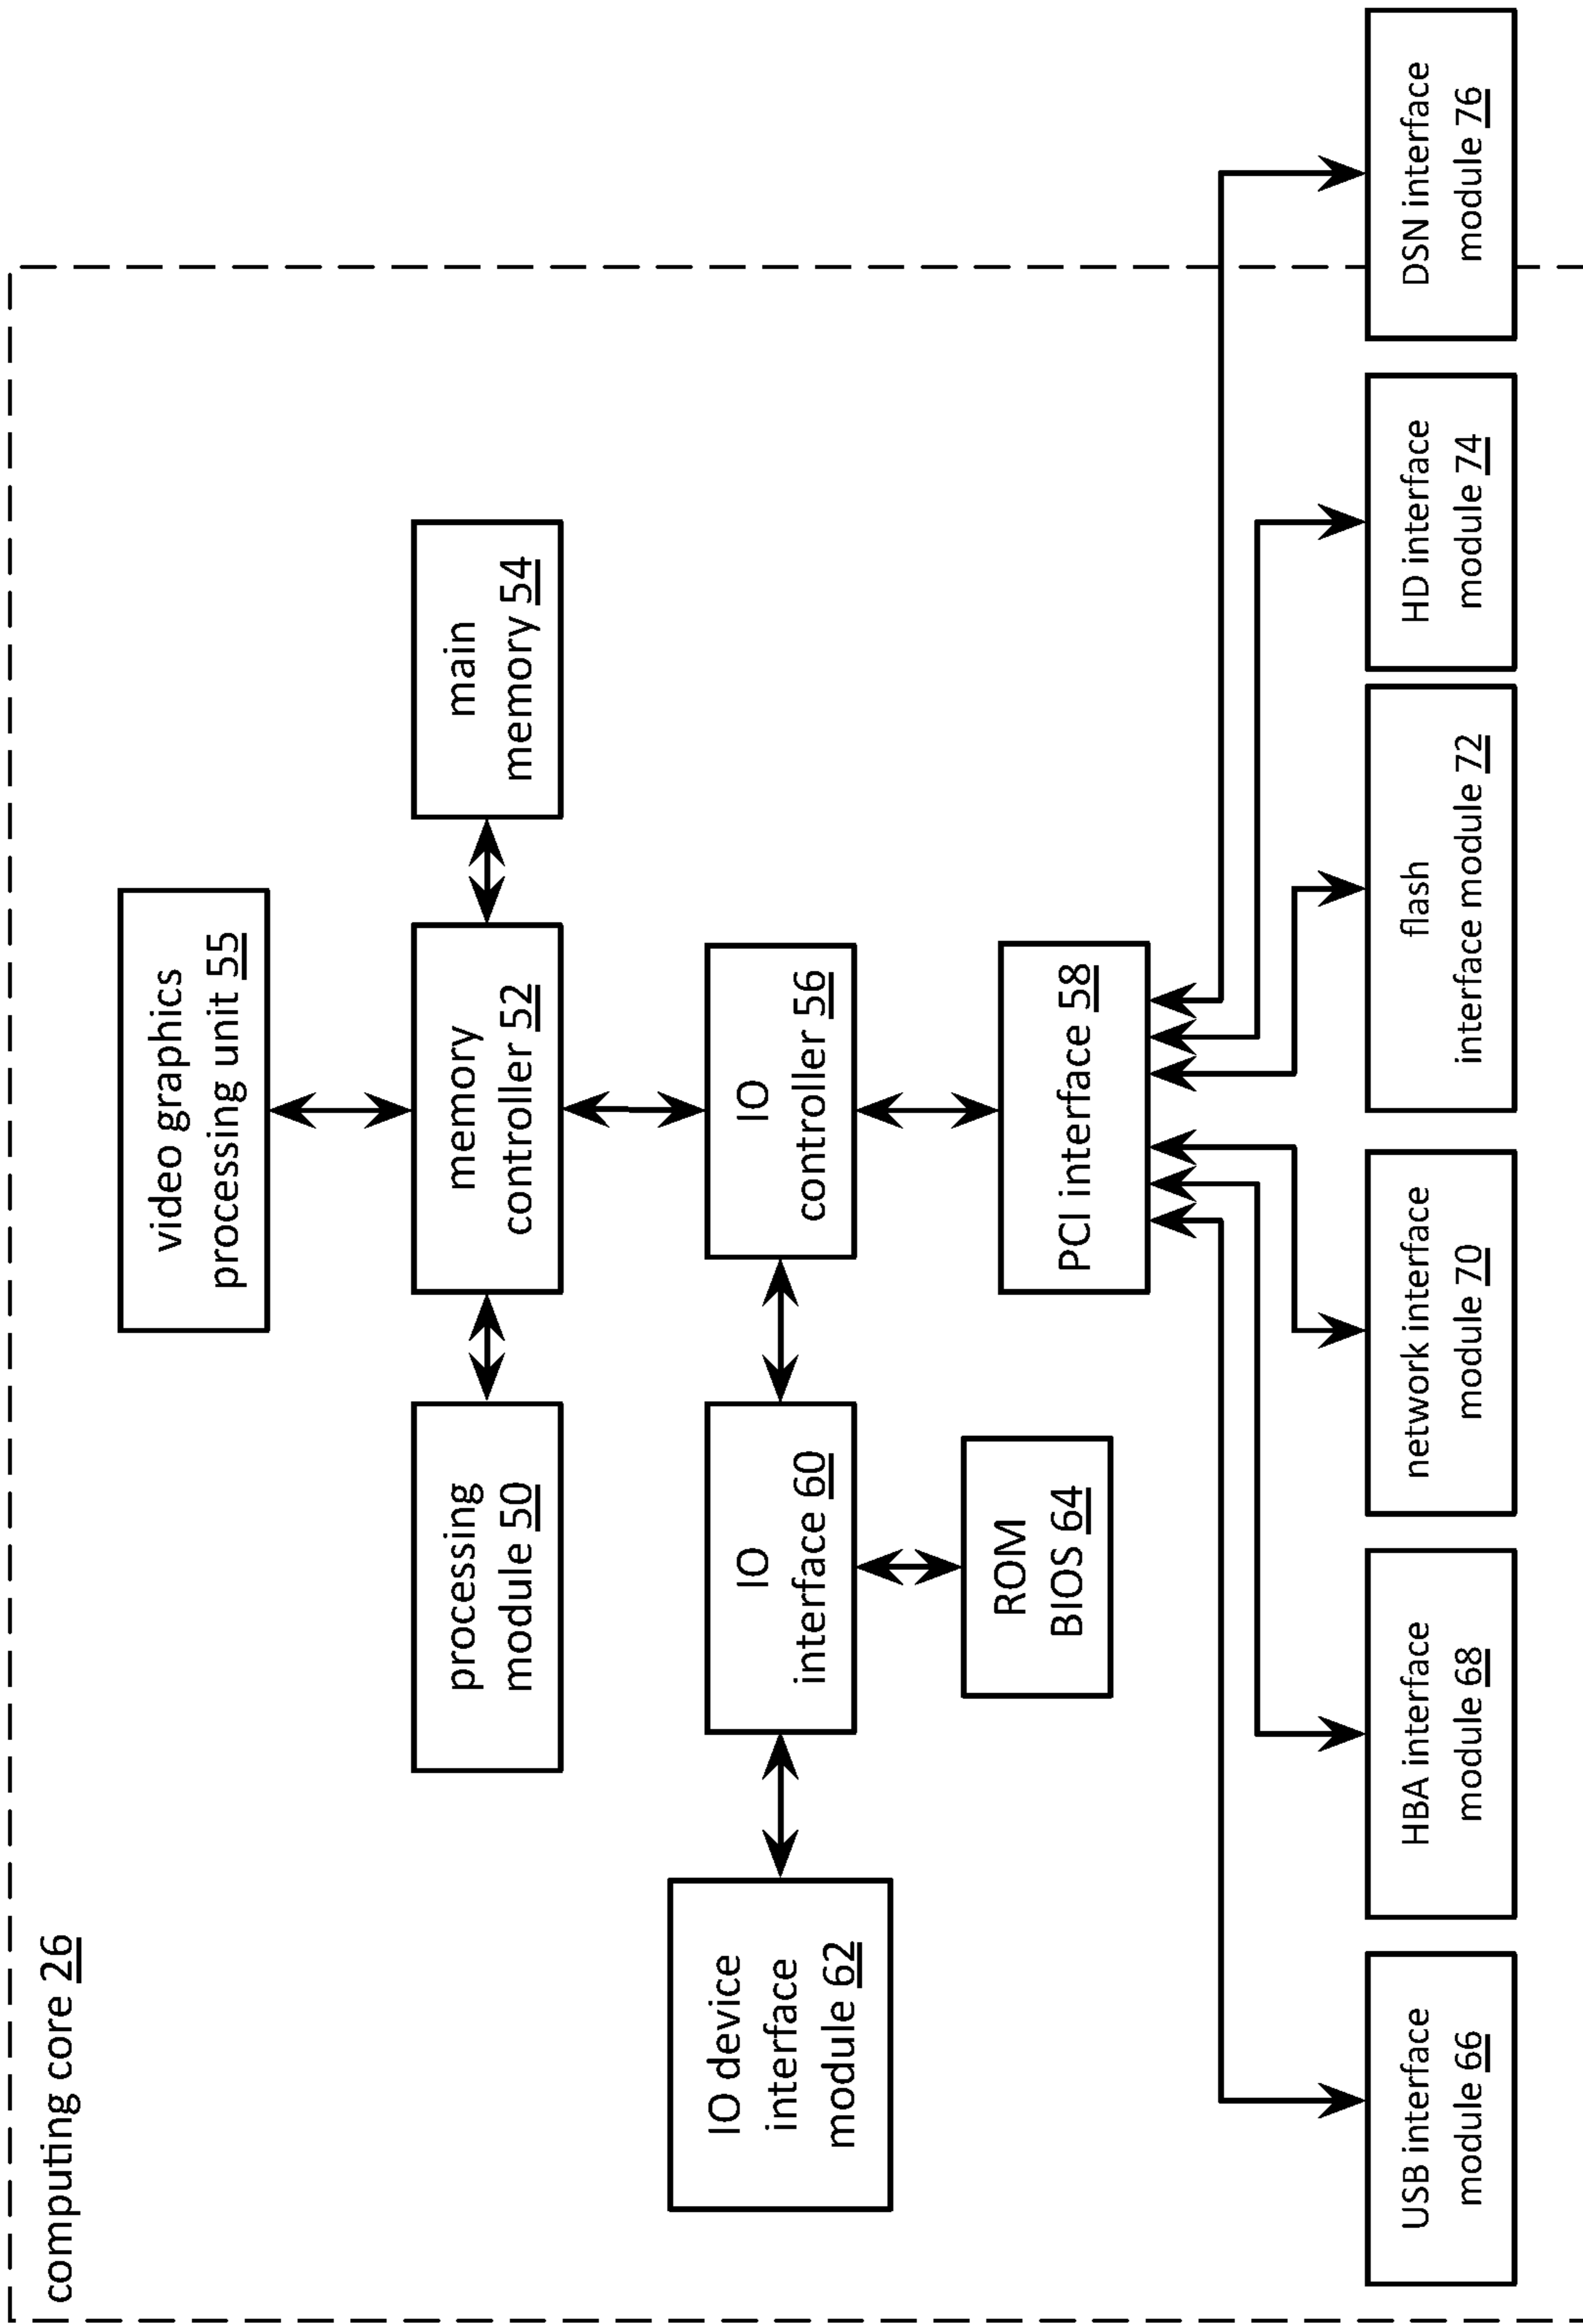 computing core 26
video graphics
processing unit 55
processing
module 50
memory
controller 52
main
memory 54
IO device
interface
module 62
IO
interface 60
IO
controller 56
ROM
BIOS 64
PCI interface 58
USB interface
module 66
HBA interface
module 68
network interface
module 70
flash
interface module 72
HD interface
module 74
DSN interface
module 76